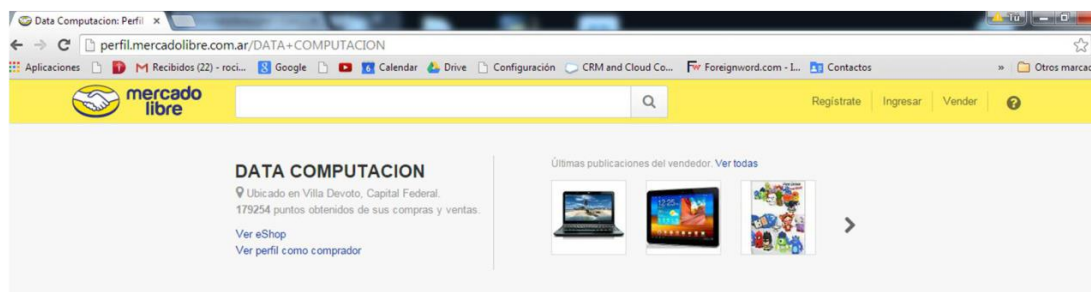 Data Computacion: Perfil
Tú
perfil.mercadolibre.com.ar/DATA+COMPUTACION
Aplicaciones
Recibidos (22) - roci...
Google
Calendar
Drive
Configuración
CRM and Cloud Co...
Foreignword.com - I...
Contactos
»
Otros marcad
mercado
libre
Regístrate
Ingresar
Vender
?
DATA COMPUTACION
Ubicado en Villa Devoto, Capital Federal.
179254 puntos obtenidos de sus compras y ventas.
Ver eShop
Ver perfil como comprador
Últimas publicaciones del vendedor. Ver todas